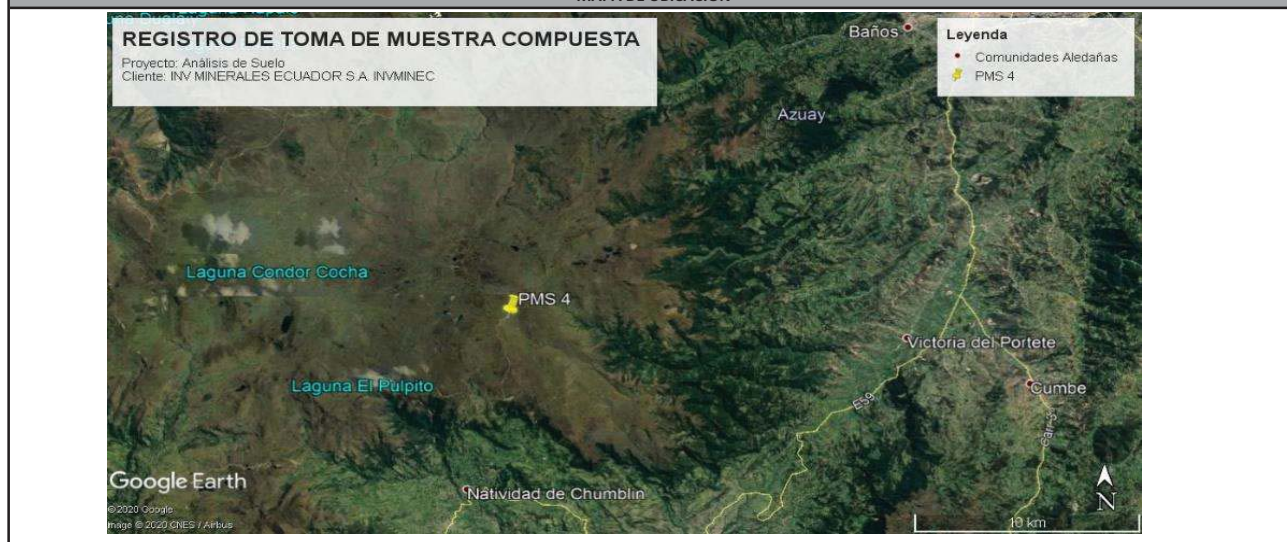 REGISTRO DE TOMA DE MUESTRA COMPUESTA
Proyecto: Análisis de Suelo
Cliente: INV MINERALES ECUADOR S.A. INVMINEC
Baños
Leyenda
Comunidades Aledañas
PMS 4
Azuay
Laguna Condor Cocha
PMS 4
Victoria del Portete
Laguna El Pulpito
Cumbe
E59
Google Earth
Natividad de Chumblin
N
© 2020 Google
Image © 2020 CNES / Airbus
10 km